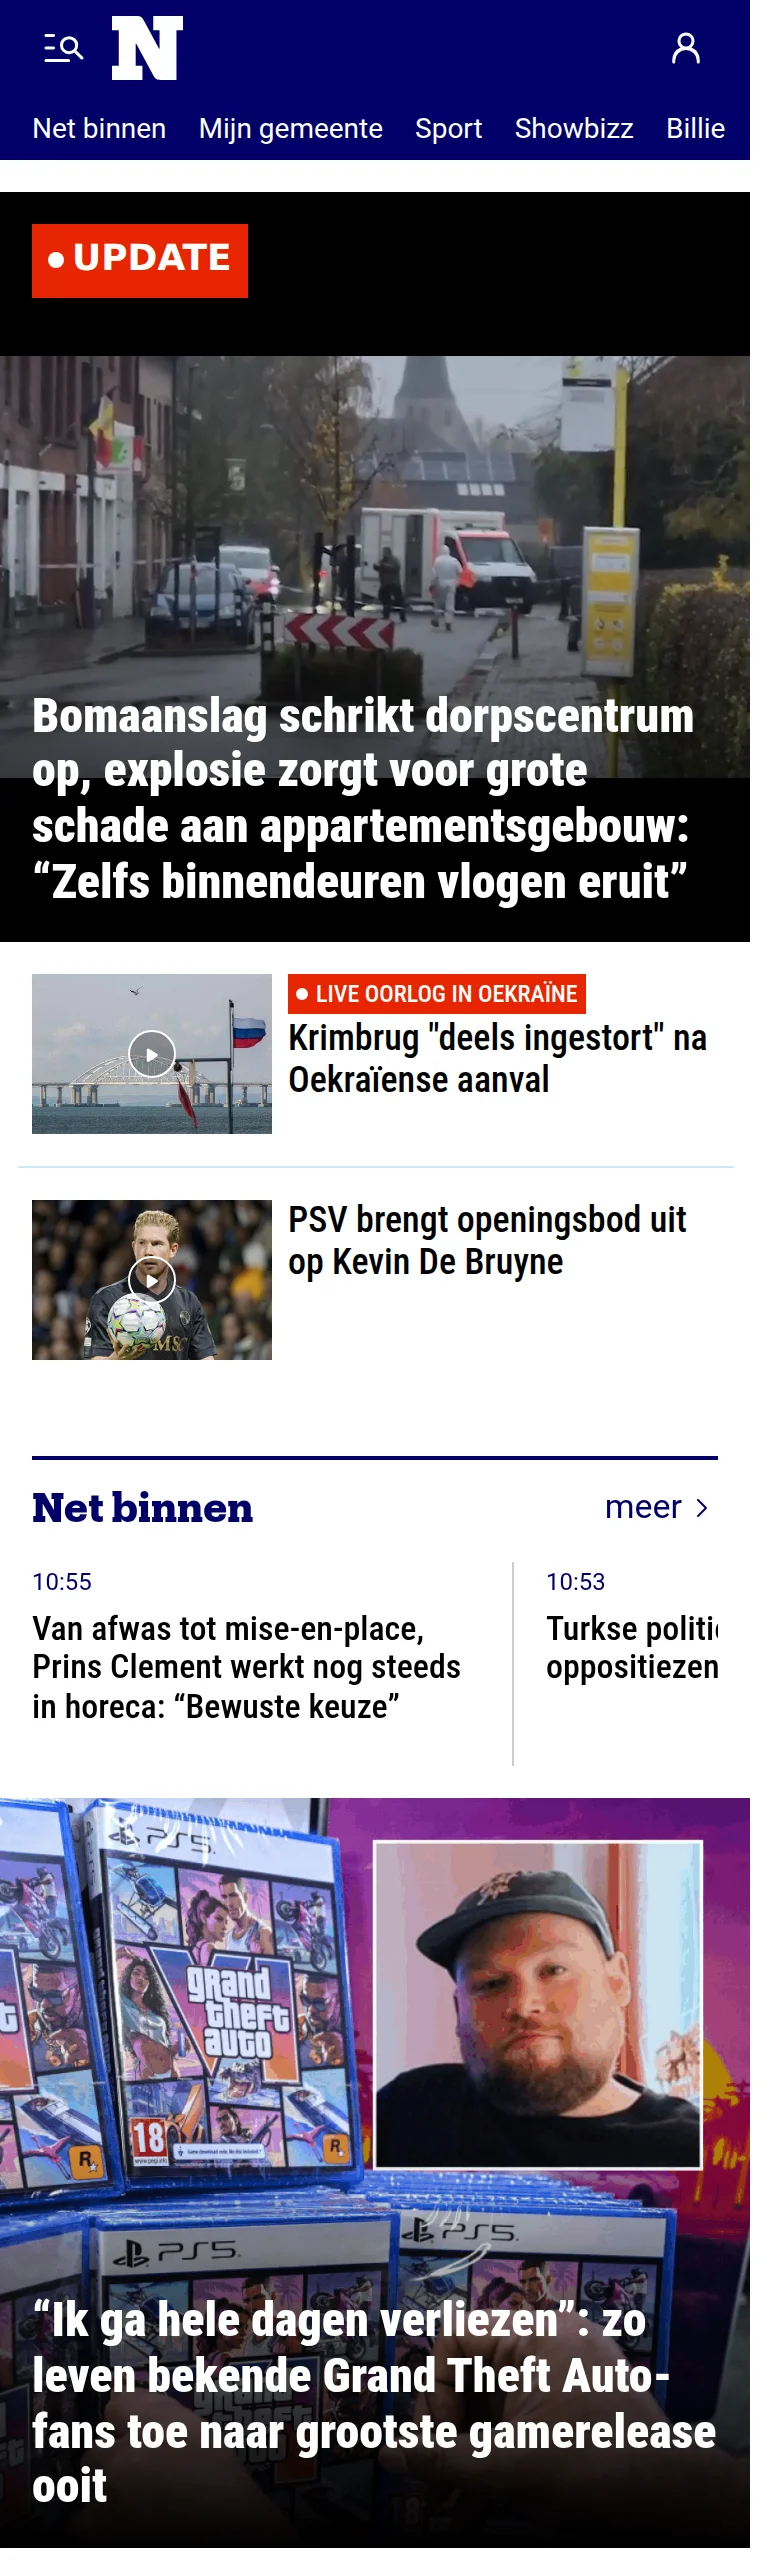 N
Net binnen Mijn gemeente Sport Showbizz Billie
UPDATE
Bomaanslag schrikt dorpscentrum
op, explosie zorgt voor grote
schade aan appartementsgebouw:
“Zelfs binnendeuren vlogen eruit”
LIVE OORLOG IN OEKRAÏNE
Krimbrug "deels ingestort" na
Oekraïense aanval
PSV brengt openingsbod uit
op Kevin De Bruyne
MSC
Net binnen
meer
10:55
Van afwas tot mise-en-place,
Prins Clement werkt nog steeds
in horeca: “Bewuste keuze”
10:53
Turkse politi
oppositiezen
PS5
grand
theft
auto
18
R
R
PS5
PS5
“Ik ga hele dagen verliezen”: zo
leven bekende Grand Theft Auto-
fans toe naar grootste gamerelease
ooit